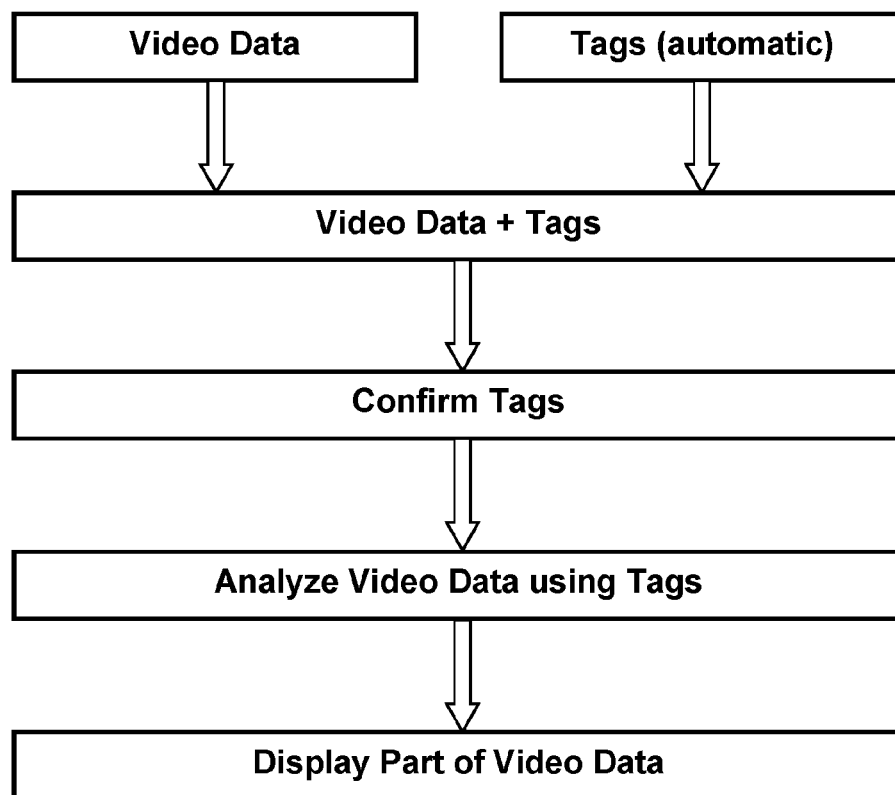 Video Data
Tags (automatic)
Video Data + Tags
Confirm Tags
Analyze Video Data using Tags
Display Part of Video Data